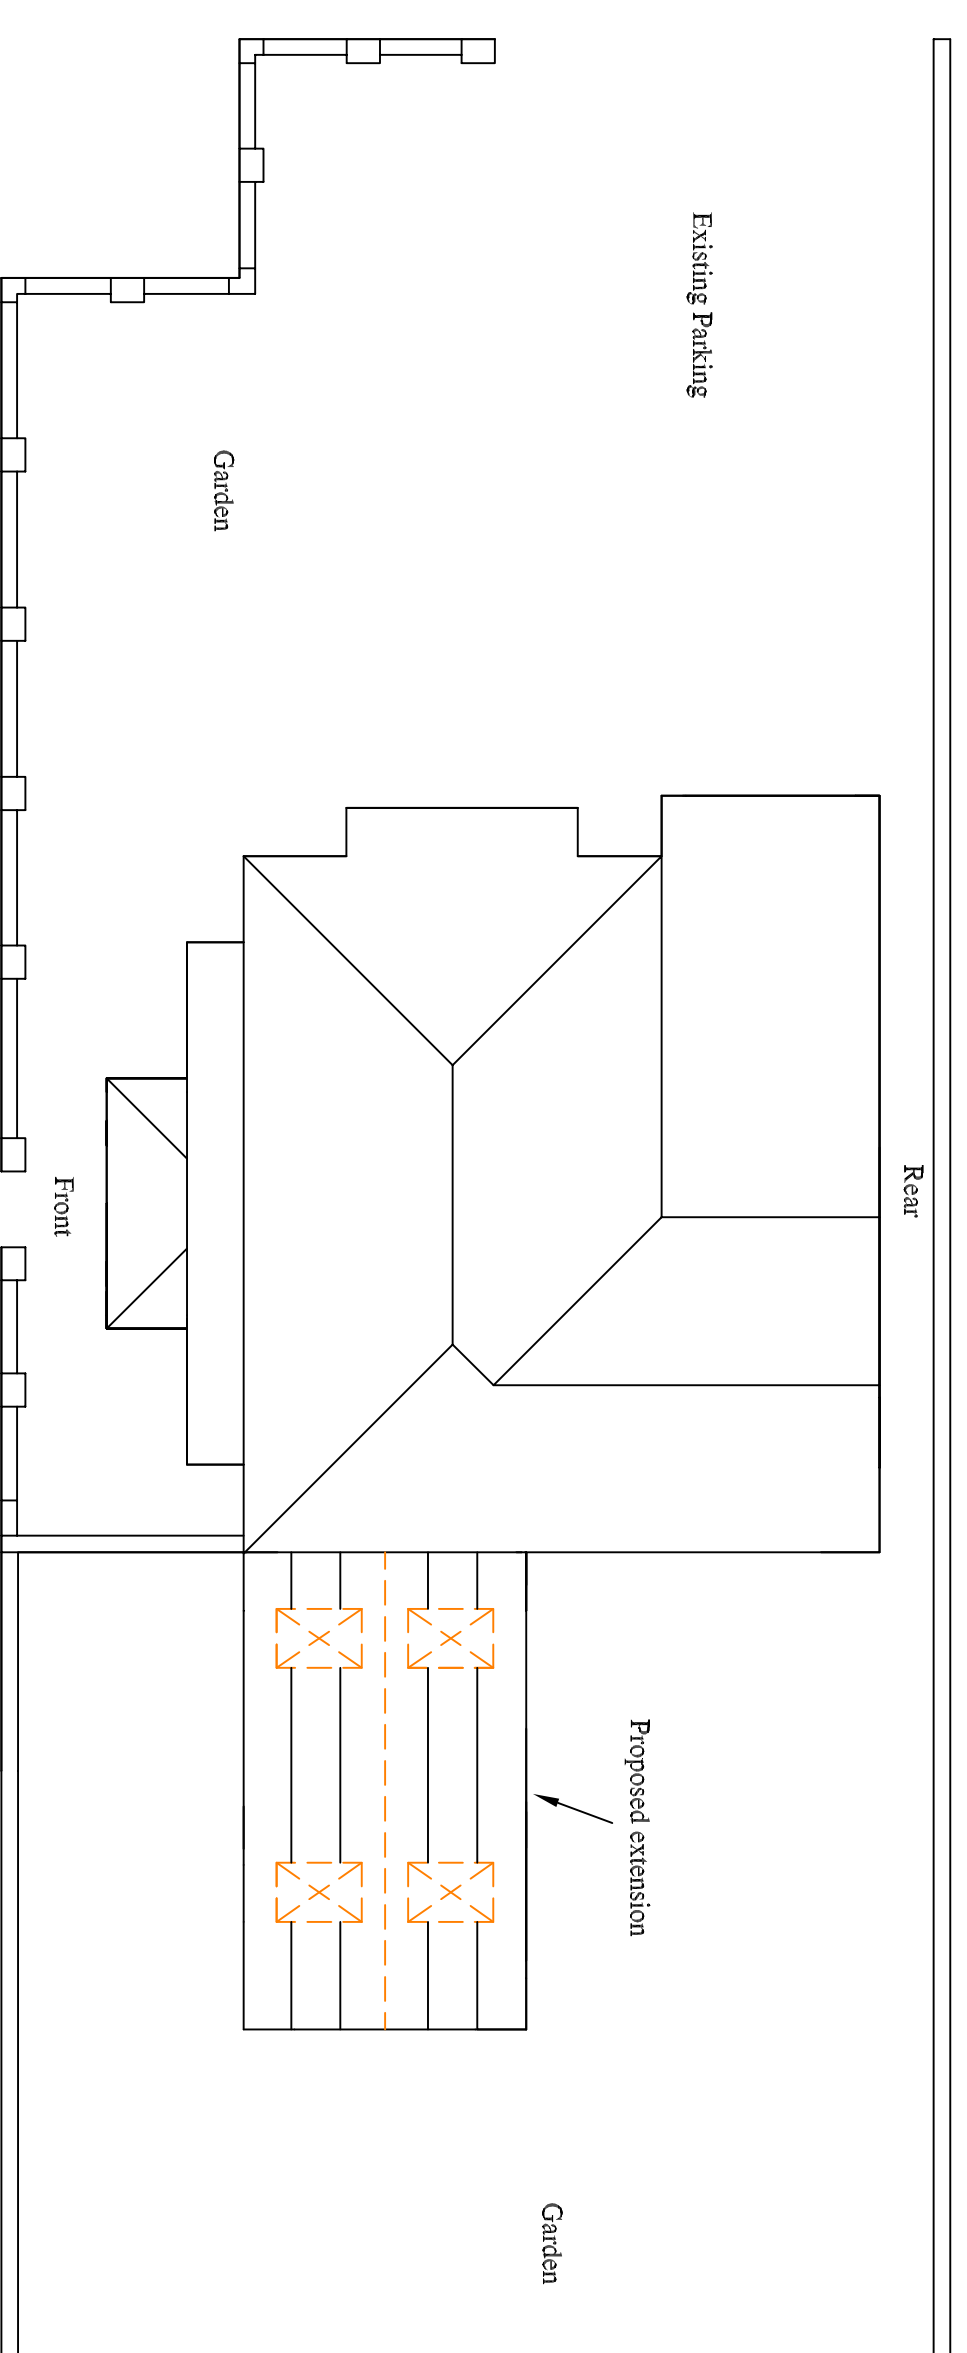 Existing Parking
Garden
Rear
Front
Proposed extension
Garden